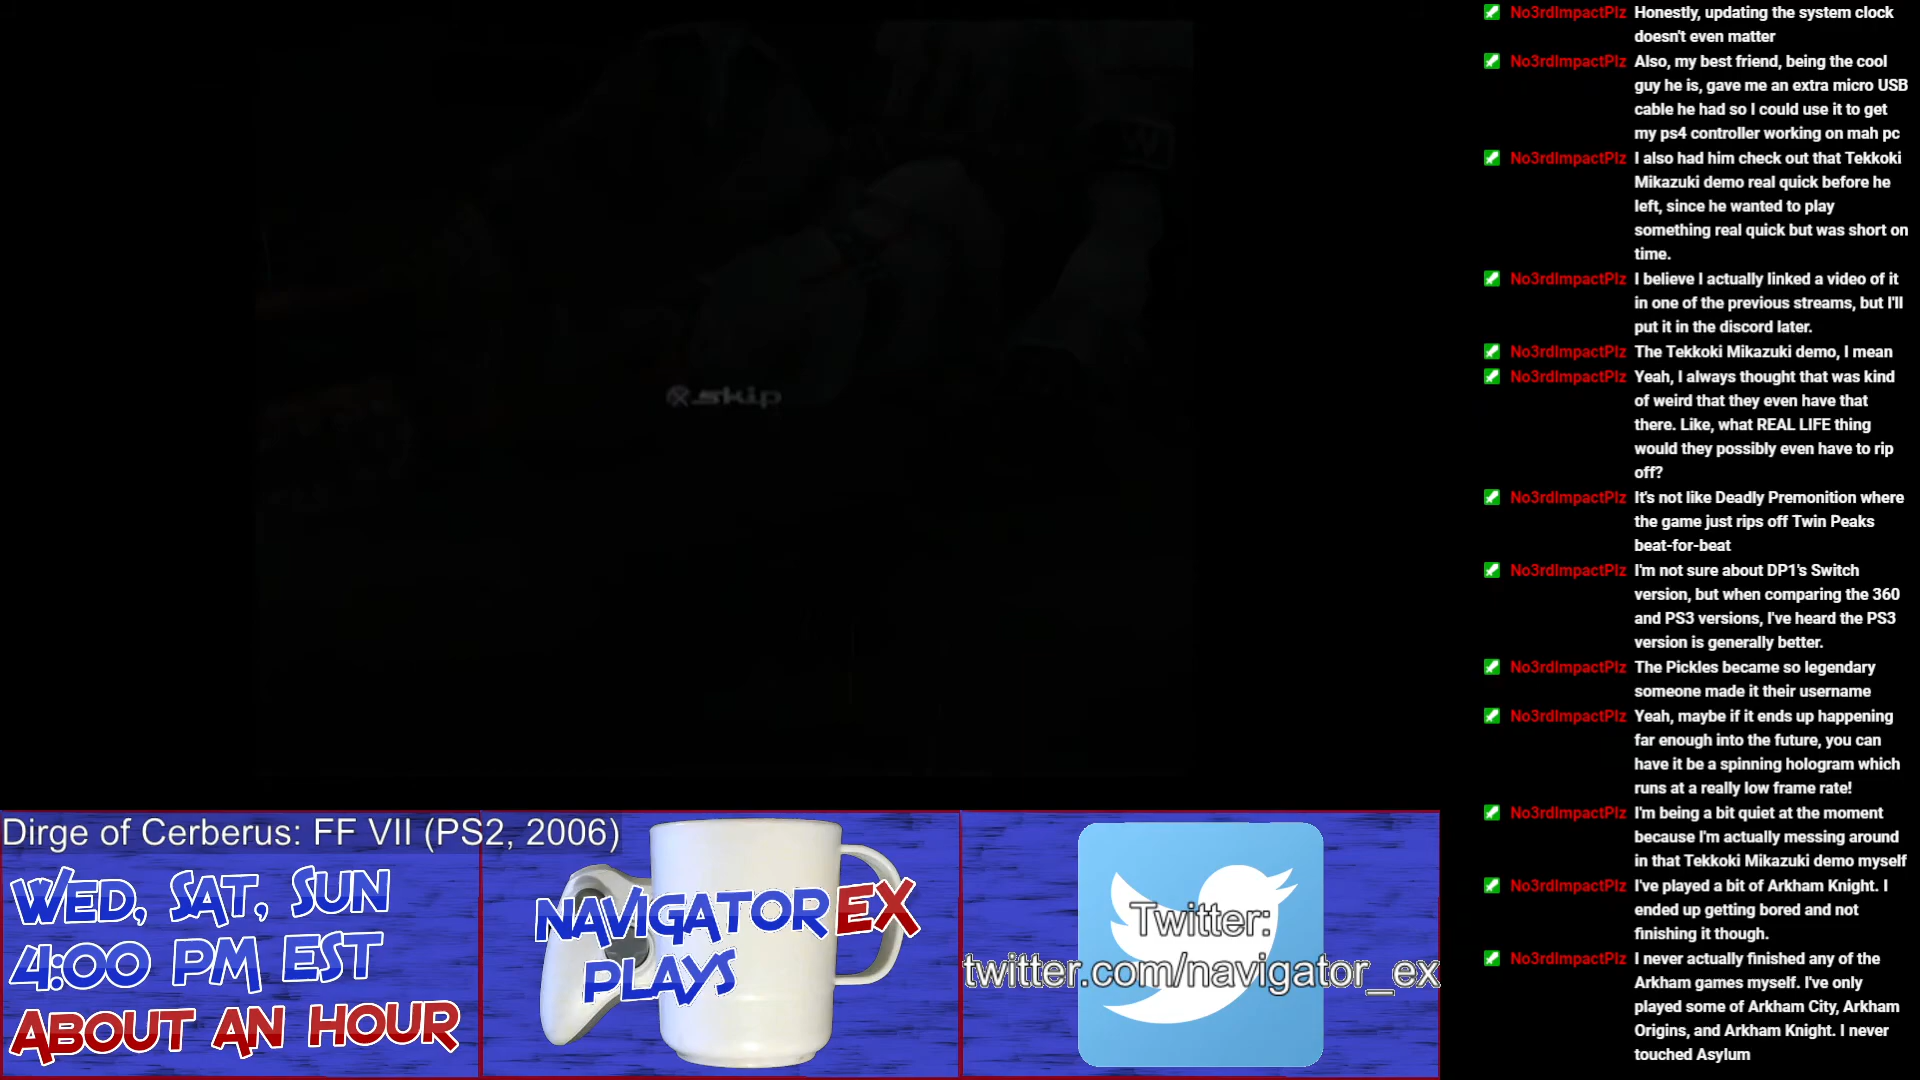 skip
Dirge of Cerberus: FF VII (PS2, 2006)
WED, SAT, SUN
4:00 PM EST
ABOUT AN HOUR
NAVIGATOR EX
PLAYS
Twitter:
twitter.com/navigator_ex
No3rdImpactPlz Honestly, updating the system clock
doesn't even matter
No3rdImpactPlz Also, my best friend, being the cool
guy he is, gave me an extra micro USB
cable he had so I could use it to get
my ps4 controller working on mah pc
No3rdImpactPlz I also had him check out that Tekkoki
Mikazuki demo real quick before he
left, since he wanted to play
something real quick but was short on
time.
No3rdImpactPlz I believe I actually linked a video of it
in one of the previous streams, but I'll
put it in the discord later.
No3rdImpactPlz The Tekkoki Mikazuki demo, I mean
No3rdImpactPlz Yeah, I always thought that was kind
of weird that they even have that
there. Like, what REAL LIFE thing
would they possibly even have to rip
off?
No3rdImpactPlz It's not like Deadly Premonition where
the game just rips off Twin Peaks
beat-for-beat
No3rdImpactPlz I'm not sure about DP1's Switch
version, but when comparing the 360
and PS3 versions, I've heard the PS3
version is generally better.
No3rdImpactPlz The Pickles became so legendary
someone made it their username
No3rdImpactPlz Yeah, maybe if it ends up happening
far enough into the future, you can
have it be a spinning hologram which
runs at a really low frame rate!
No3rdImpactPlz I'm being a bit quiet at the moment
because I'm actually messing around
in that Tekkoki Mikazuki demo myself
No3rdImpactPlz I've played a bit of Arkham Knight. I
ended up getting bored and not
finishing it though.
No3rdImpactPlz I never actually finished any of the
Arkham games myself. I've only
played some of Arkham City, Arkham
Origins, and Arkham Knight. I never
touched Asylum